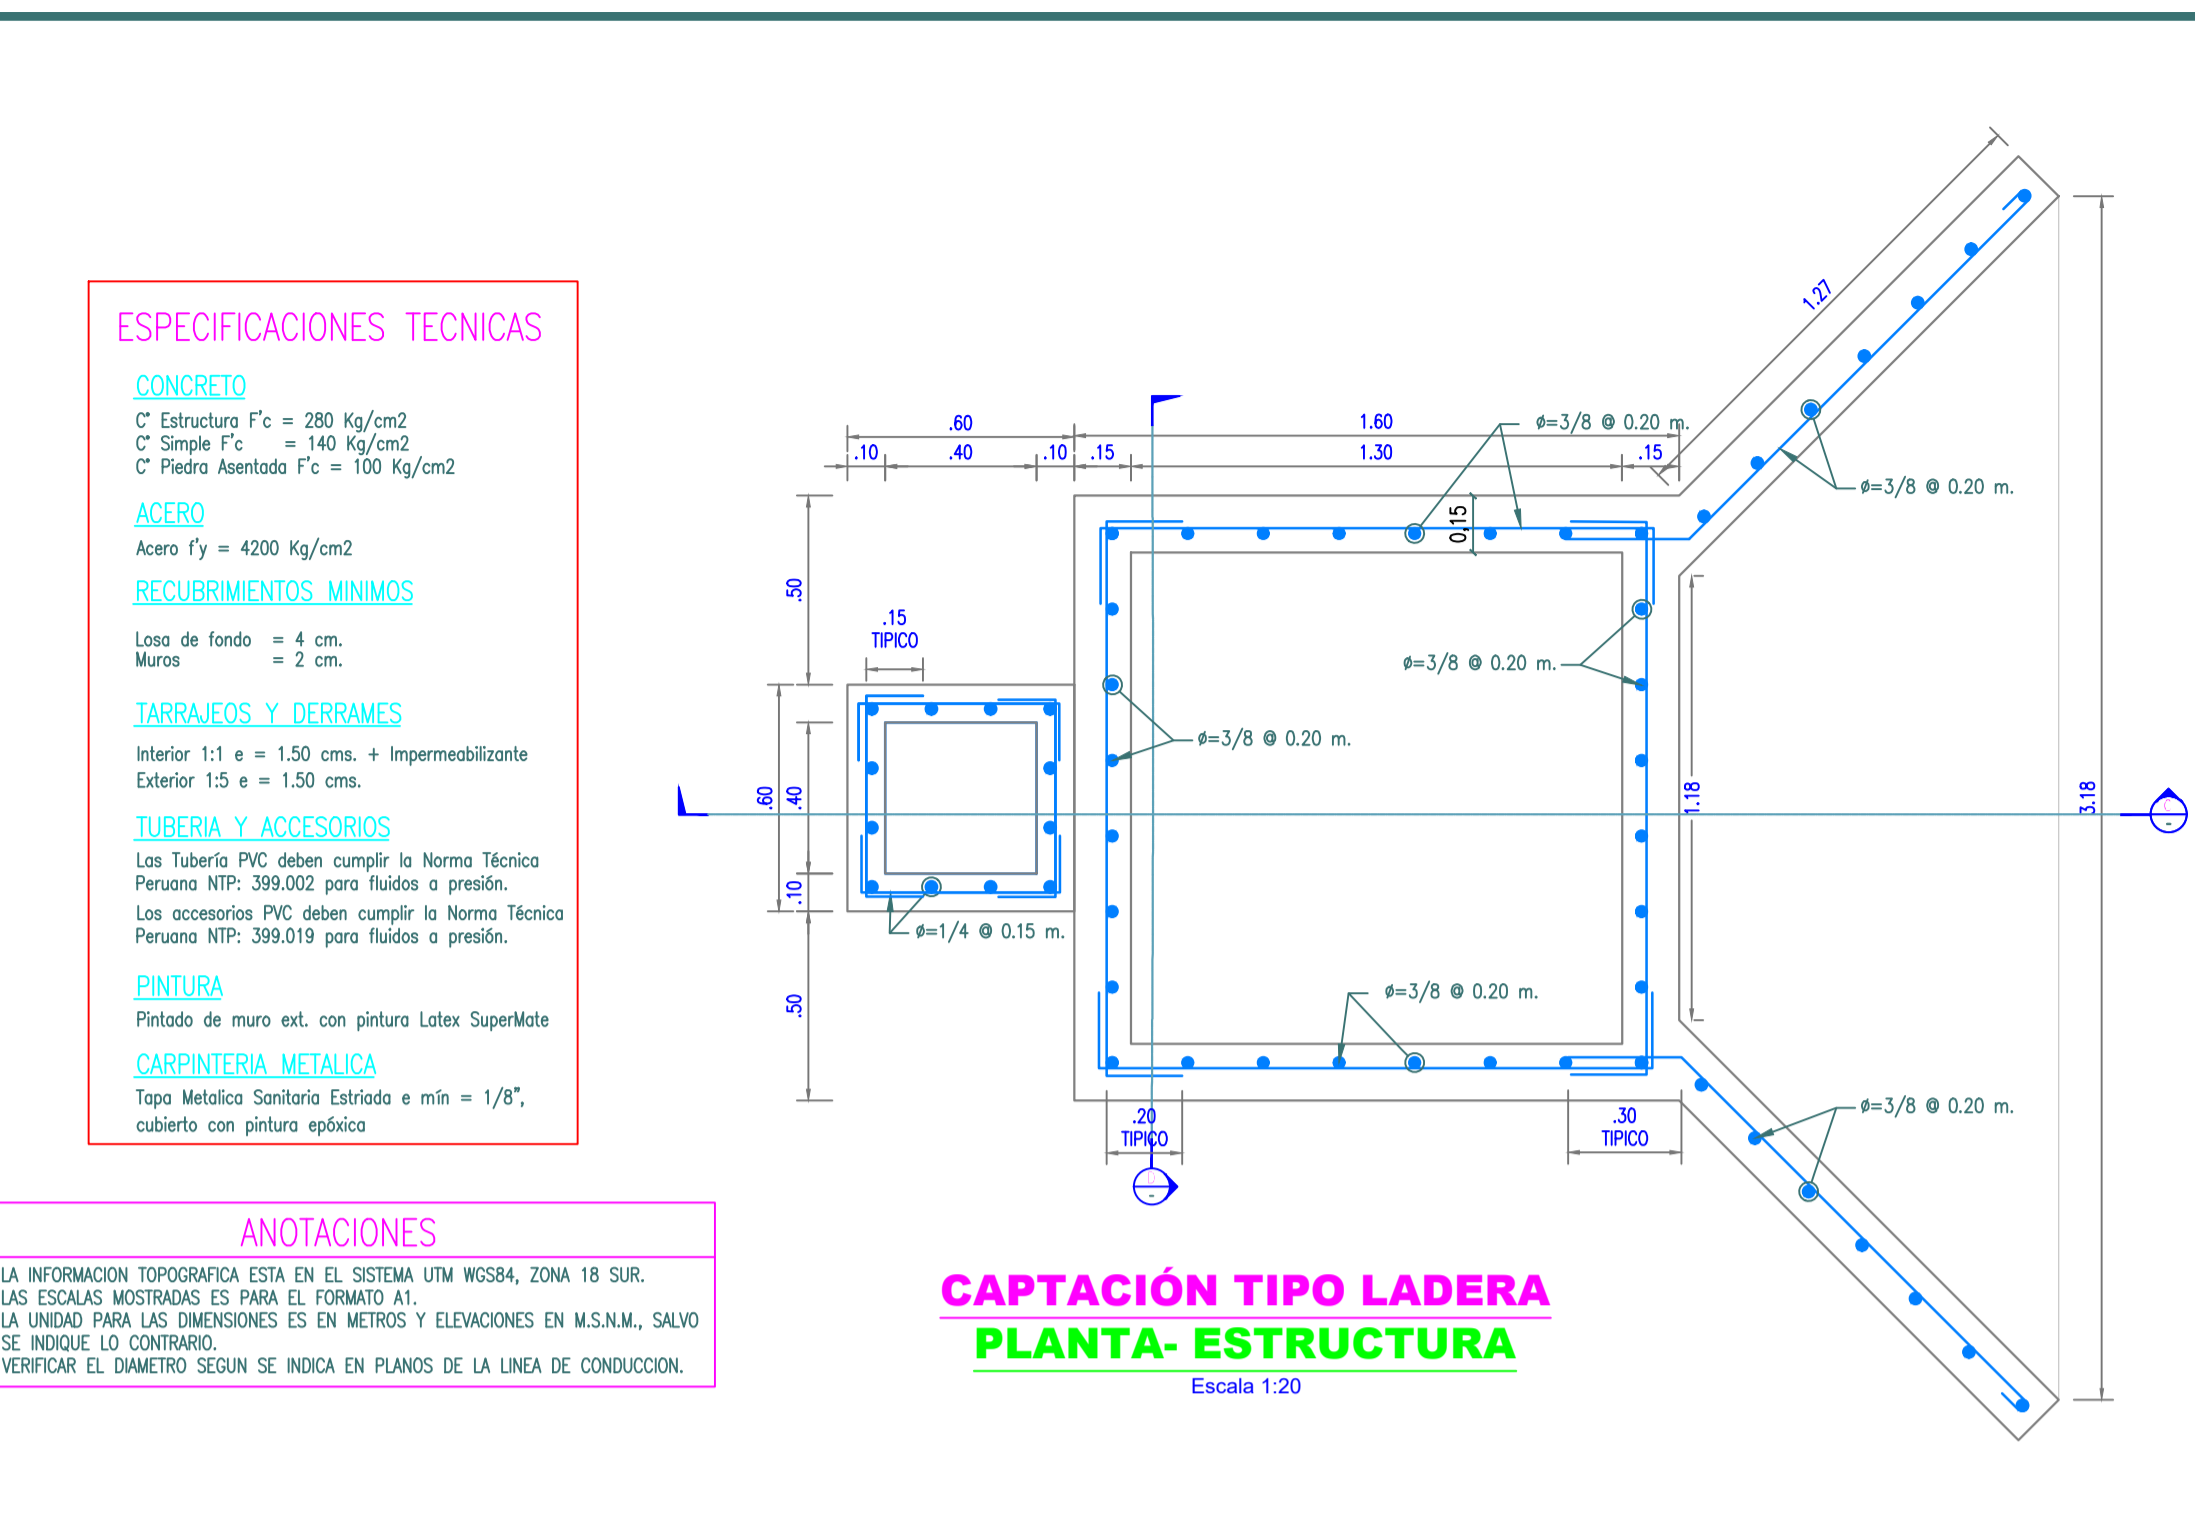 ESPECIFICACIONES TECNICAS
CONCRETO
C° Estructura F'c = 280 Kg/cm2
C° Simple F'c = 140 Kg/cm2
C° Piedra Asentada F'c = 100 Kg/cm2
ACERO
Acero f'y = 4200 Kg/cm2
RECUBRIMIENTOS MINIMOS
Losa de fondo = 4 cm.
Muros = 2 cm.
TARRAJEOS Y DERRAMES
Interior 1:1 e = 1.50 cms. + Impermeabilizante
Exterior 1:5 e = 1.50 cms.
TUBERIA Y ACCESORIOS
Las Tubería PVC deben cumplir la Norma Técnica
Peruana NTP: 399.002 para fluidos a presión.
Los accesorios PVC deben cumplir la Norma Técnica
Peruana NTP: 399.019 para fluidos a presión.
PINTURA
Pintado de muro ext. con pintura Latex SuperMate
CARPINTERIA METALICA
Tapa Metalica Sanitaria Estriada e mín = 1/8",
cubierto con pintura epóxica
ANOTACIONES
LA INFORMACION TOPOGRAFICA ESTA EN EL SISTEMA UTM WGS84, ZONA 18 SUR.
LAS ESCALAS MOSTRADAS ES PARA EL FORMATO A1.
LA UNIDAD PARA LAS DIMENSIONES ES EN METROS Y ELEVACIONES EN M.S.N.M., SALVO
SE INDIQUE LO CONTRARIO.
VERIFICAR EL DIAMETRO SEGUN SE INDICA EN PLANOS DE LA LINEA DE CONDUCCION.
1.27
.60
1.60
ø=3/8 @ 0.20 m.
.10
.40
.10
.15
1.30
.15
ø=3/8 @ 0.20 m.
0,15
.50
.15
TIPICO
ø=3/8 @ 0.20 m.
ø=3/8 @ 0.20 m.
.60
.40
1.18
3.18
C
-
.10
ø=1/4 @ 0.15 m.
.50
ø=3/8 @ 0.20 m.
.20
TIPICO
.30
TIPICO
ø=3/8 @ 0.20 m.
D
-
CAPTACIÓN TIPO LADERA
PLANTA- ESTRUCTURA
Escala 1:20